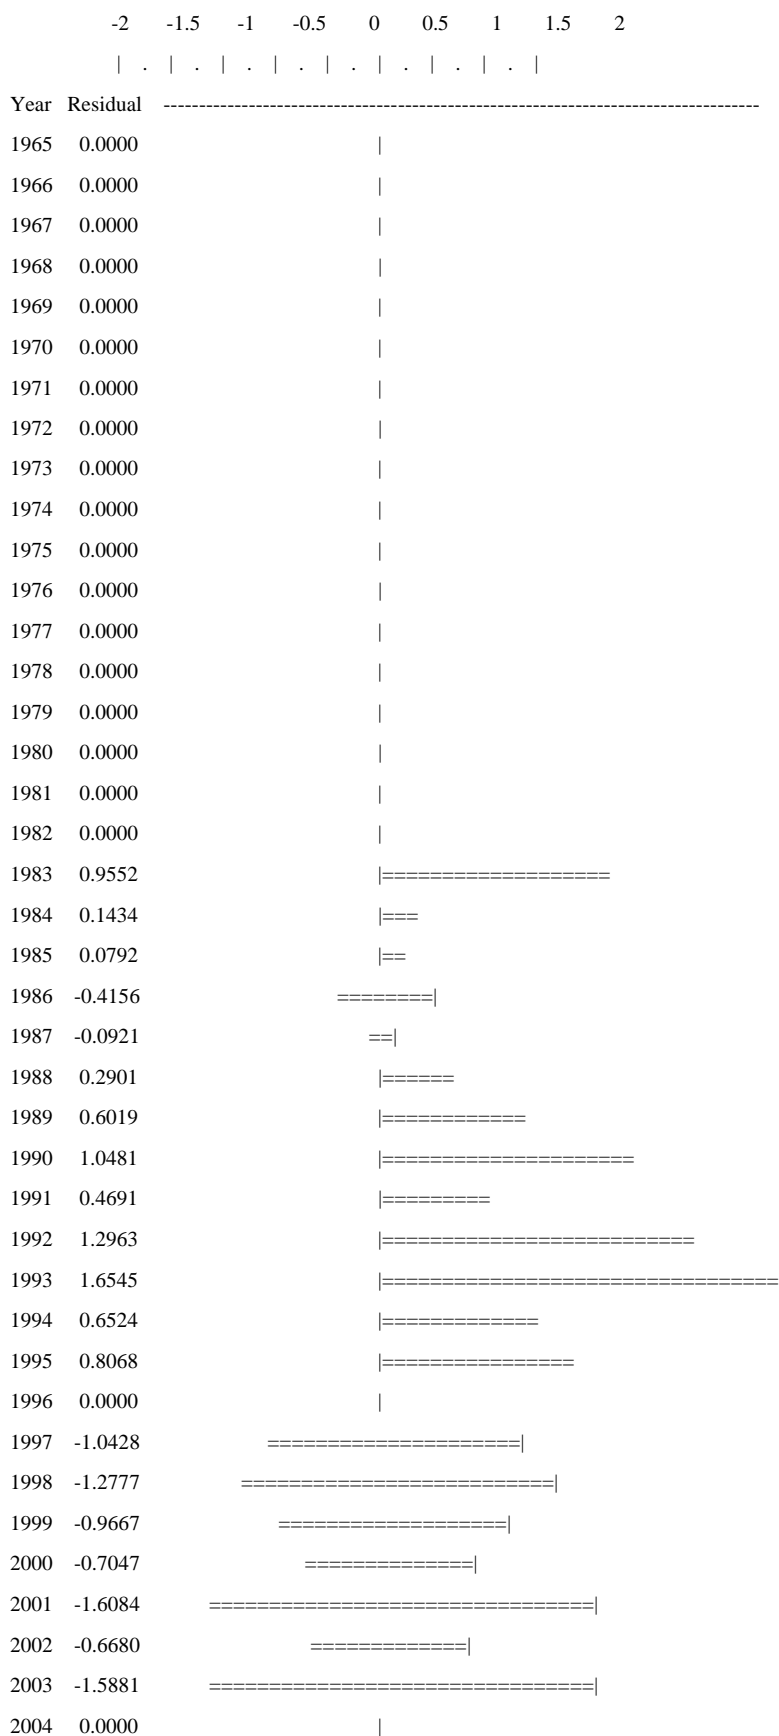 -2 -1.5 -1 -0.5 0 0.5 1 1.5 2
| . | . | . | . | . | . | . | . |
Year Residual -------------------------------------------------------------------------------------
1965 0.0000 |
1966 0.0000 |
1967 0.0000 |
1968 0.0000 |
1969 0.0000 |
1970 0.0000 |
1971 0.0000 |
1972 0.0000 |
1973 0.0000 |
1974 0.0000 |
1975 0.0000 |
1976 0.0000 |
1977 0.0000 |
1978 0.0000 |
1979 0.0000 |
1980 0.0000 |
1981 0.0000 |
1982 0.0000 |
1983 0.9552 |===================
1984 0.1434 |===
1985 0.0792 |==
1986 -0.4156 ========|
1987 -0.0921 ==|
1988 0.2901 |======
1989 0.6019 |============
1990 1.0481 |=====================
1991 0.4691 |=========
1992 1.2963 |==========================
1993 1.6545 |=================================
1994 0.6524 |=============
1995 0.8068 |================
1996 0.0000 |
1997 -1.0428 =====================|
1998 -1.2777 ==========================|
1999 -0.9667 ===================|
2000 -0.7047 ==============|
2001 -1.6084 ================================|
2002 -0.6680 =============|
2003 -1.5881 ================================|
2004 0.0000 |